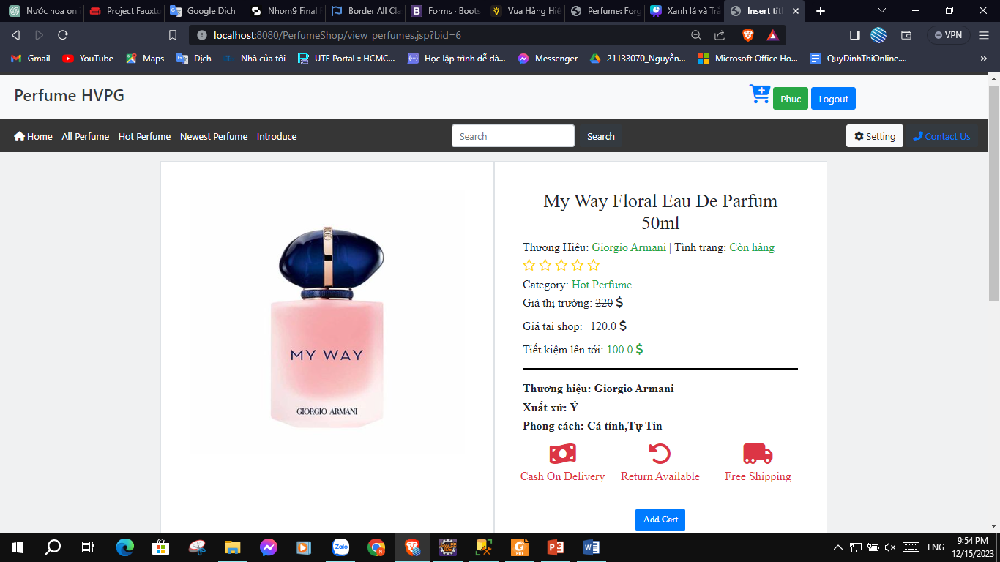 Nước hoa onl
Project Fauxto
Google Dịch
Nhom9 Final
Border All Cla
Forms · Boots
Vua Hàng Hiệ
Perfume: Forg
Xanh lá và Trắ
Insert titl
localhost:8080/PerfumeShop/view_perfumes.jsp?bid=6
VPN
Gmail
YouTube
Maps
Dịch
Nhà của tôi
UTE Portal :: HCMC...
Học lập trình dễ dà...
Messenger
21133070_Nguyễn...
Microsoft Office Ho...
QuyDinhThiOnline....
»
Perfume HVPG
Phuc
Logout
Home
All Perfume
Hot Perfume
Newest Perfume
Introduce
Search
Search
Setting
Contact Us
MY WAY
GIORGIO ARMANI
My Way Floral Eau De Parfum
50ml
Thương Hiệu: Giorgio Armani | Tình trạng: Còn hàng
Category: Hot Perfume
Giá thị trường: 220 $
Giá tại shop: 120.0 $
Tiết kiệm lên tới: 100.0 $
Thương hiệu: Giorgio Armani
Xuất xứ: Ý
Phong cách: Cá tính,Tự Tin
Cash On Delivery
Return Available
Free Shipping
Add Cart
Zalo
ENG
9:54 PM
12/15/2023